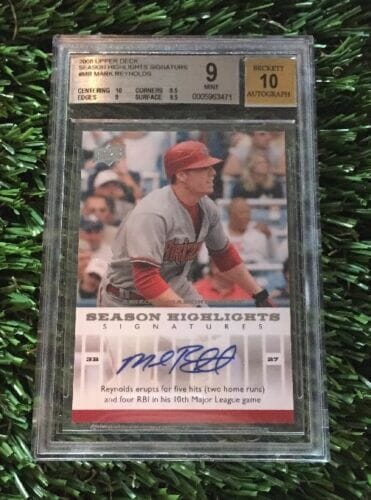 2008 UPPER DECK
SEASON HIGHLIGHTS SIGNATURE
#MR MARK REYNOLDS
CENTERING 10 CORNERS 8.5
EDGES 9 SURFACE 9.5
9
MINT
0005963471
BECKETT
10
AUTOGRAPH
SEASON HIGHLIGHTS
SIGNATURES
3B
27
Reynolds erupts for five hits (two home runs)
and four RBI in his 10th Major League game